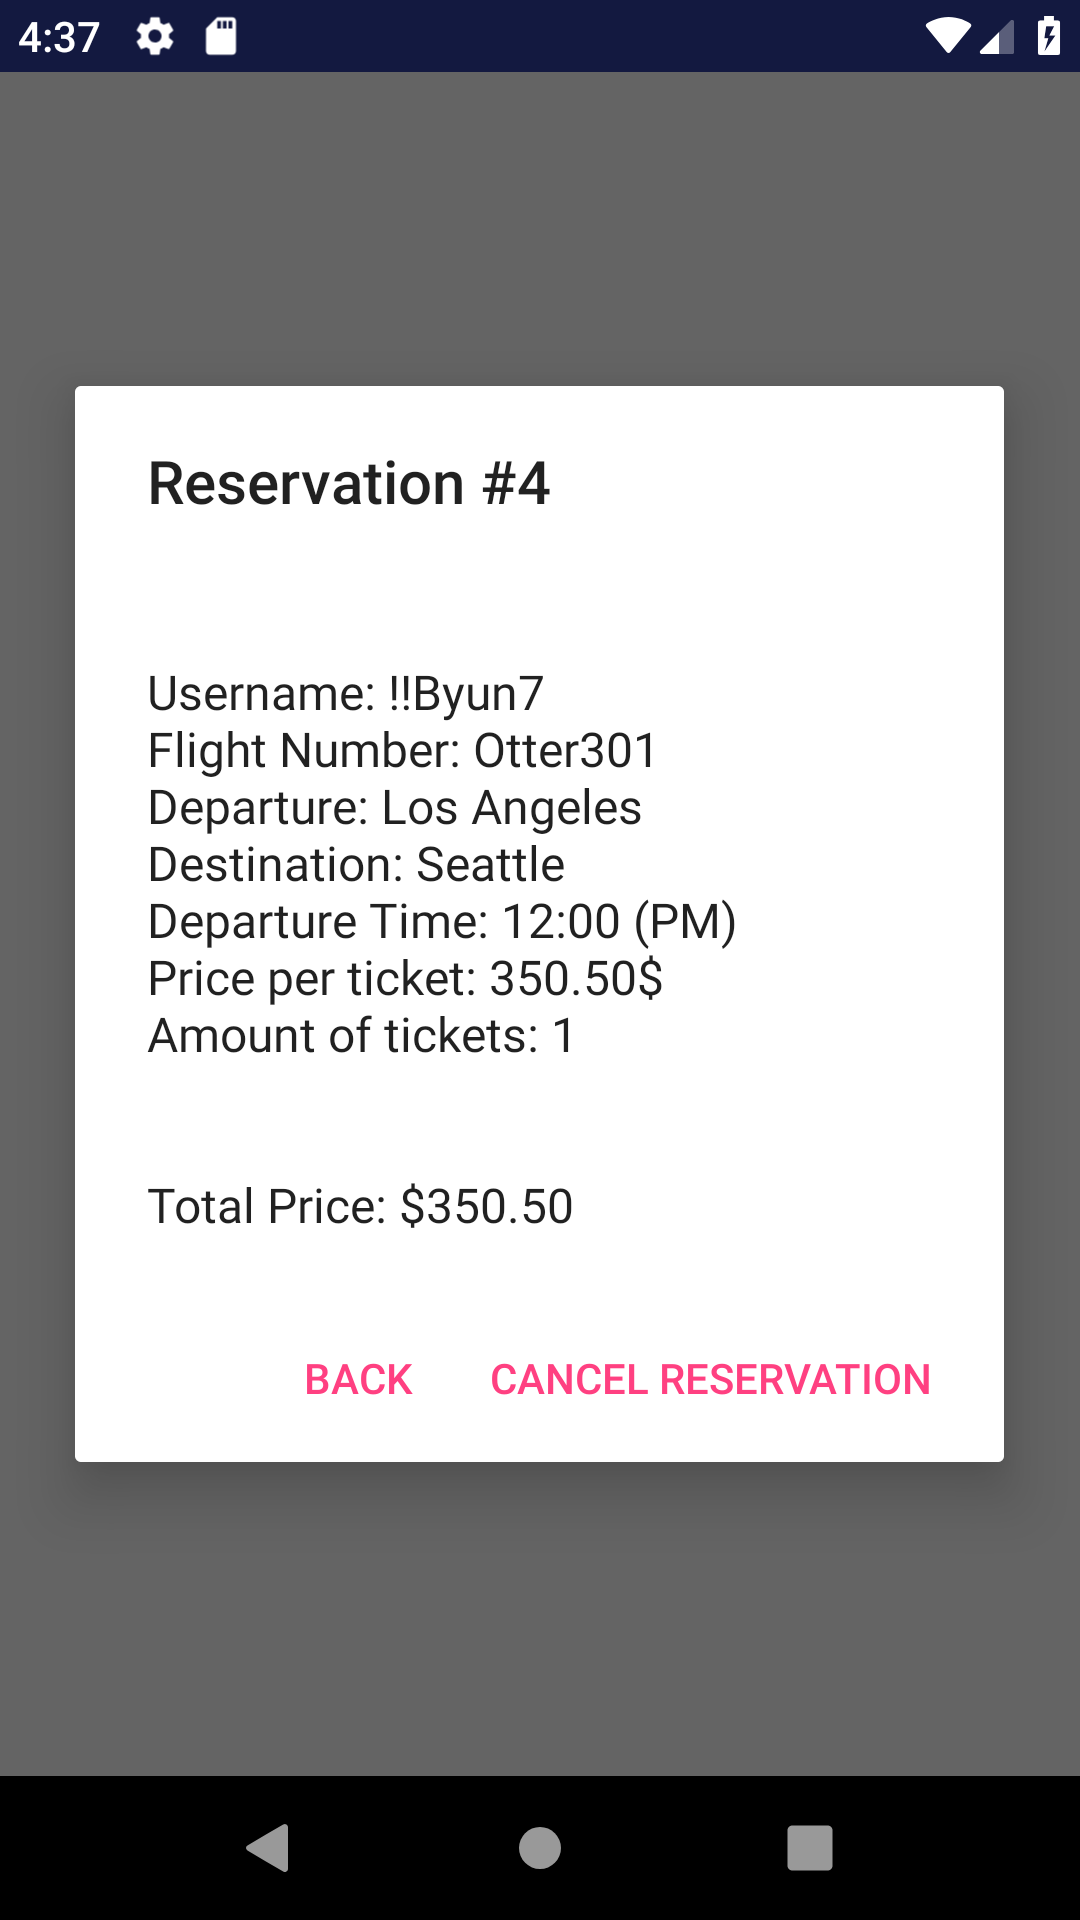 4:37
Reservation #4
Username: !!Byun7
Flight Number: Otter301
Departure: Los Angeles
Destination: Seattle
Departure Time: 12:00 (PM)
Price per ticket: 350.50$
Amount of tickets: 1
Total Price: $350.50
BACK CANCEL RESERVATION